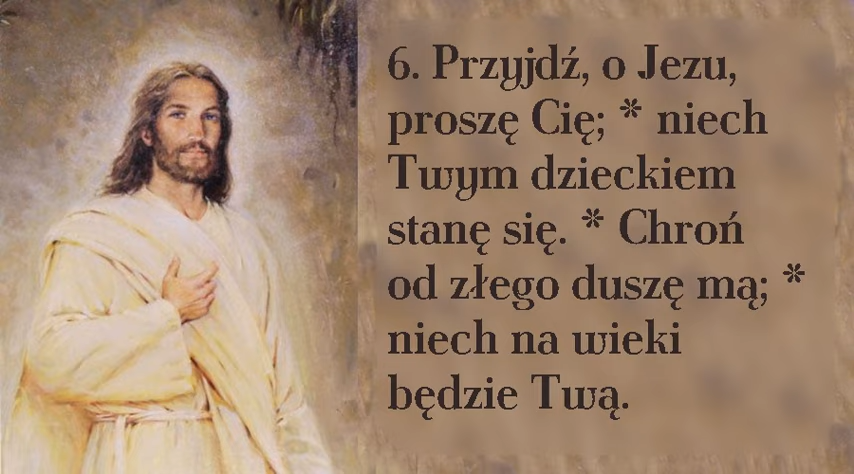 6. Przyjdź, o Jezu,
proszę Cię; * niech
Twym dzieckiem
stanę się. * Chroń
od złego duszę mą; *
niech na wieki
będzie Twą.